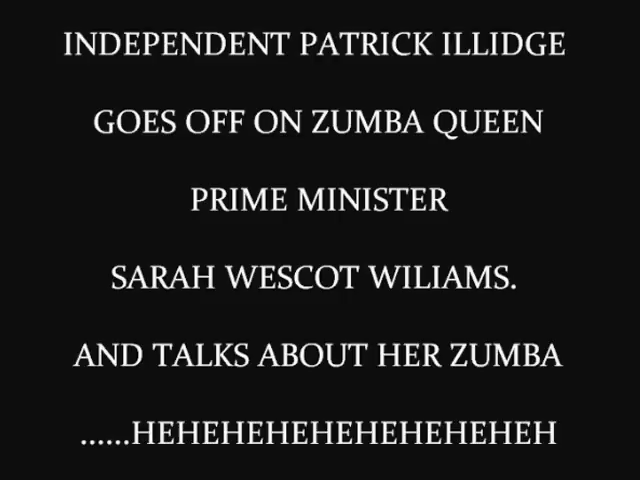 INDEPENDENT PATRICK ILLIDGE
GOES OFF ON ZUMBA QUEEN
PRIME MINISTER
SARAH WESCOT WILIAMS.
AND TALKS ABOUT HER ZUMBA
......HEHEHEHEHEHEHEHEHEH